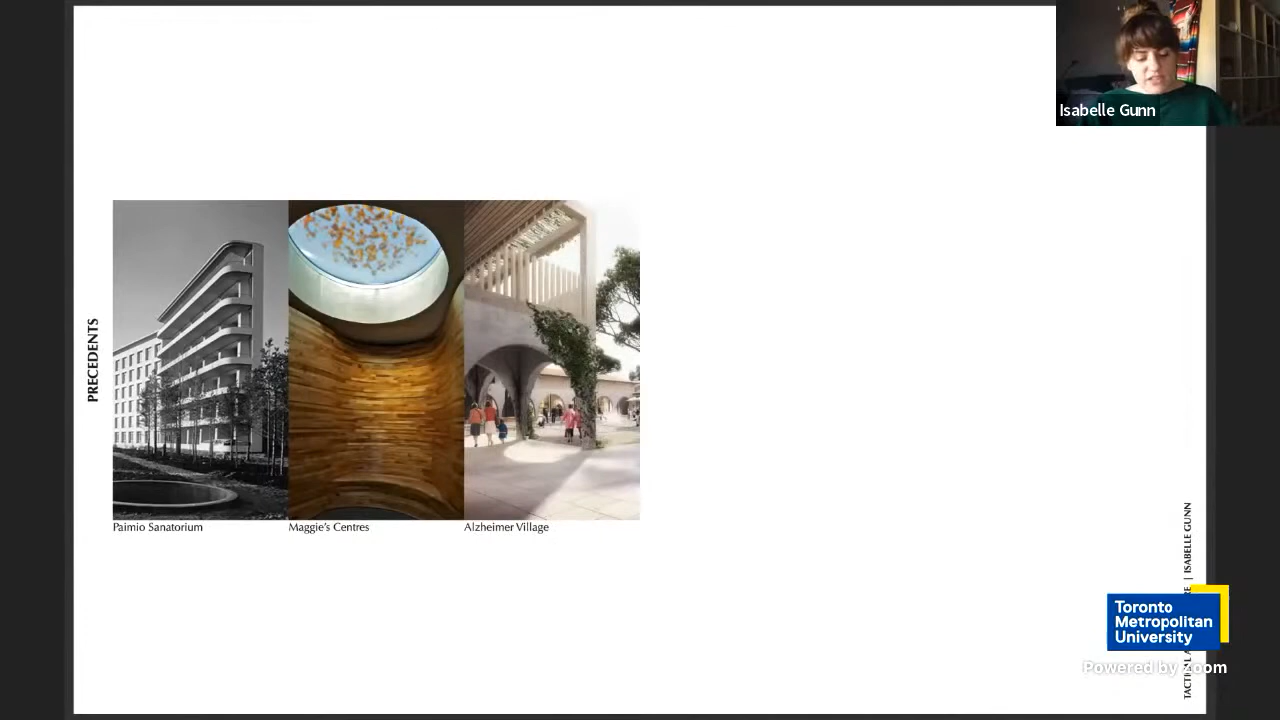 Isabelle Gunn
PRECEDENTS
Paimio Sanatorium
Maggie's Centres
Alzheimer Village
| ISABELLE GUNN
Toronto
Metropolitan
University
Powered by Zoom